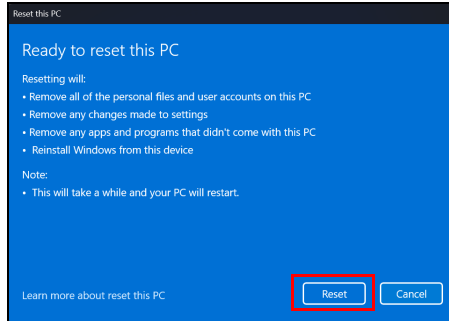 Reset this PC
Ready to reset this PC
Resetting will:
• Remove all of the personal files and user accounts on this PC
• Remove any changes made to settings
• Remove any apps and programs that didn't come with this PC
• Reinstall Windows from this device
Note:
• This will take a while and your PC will restart.
Learn more about reset this PC
Reset
Cancel